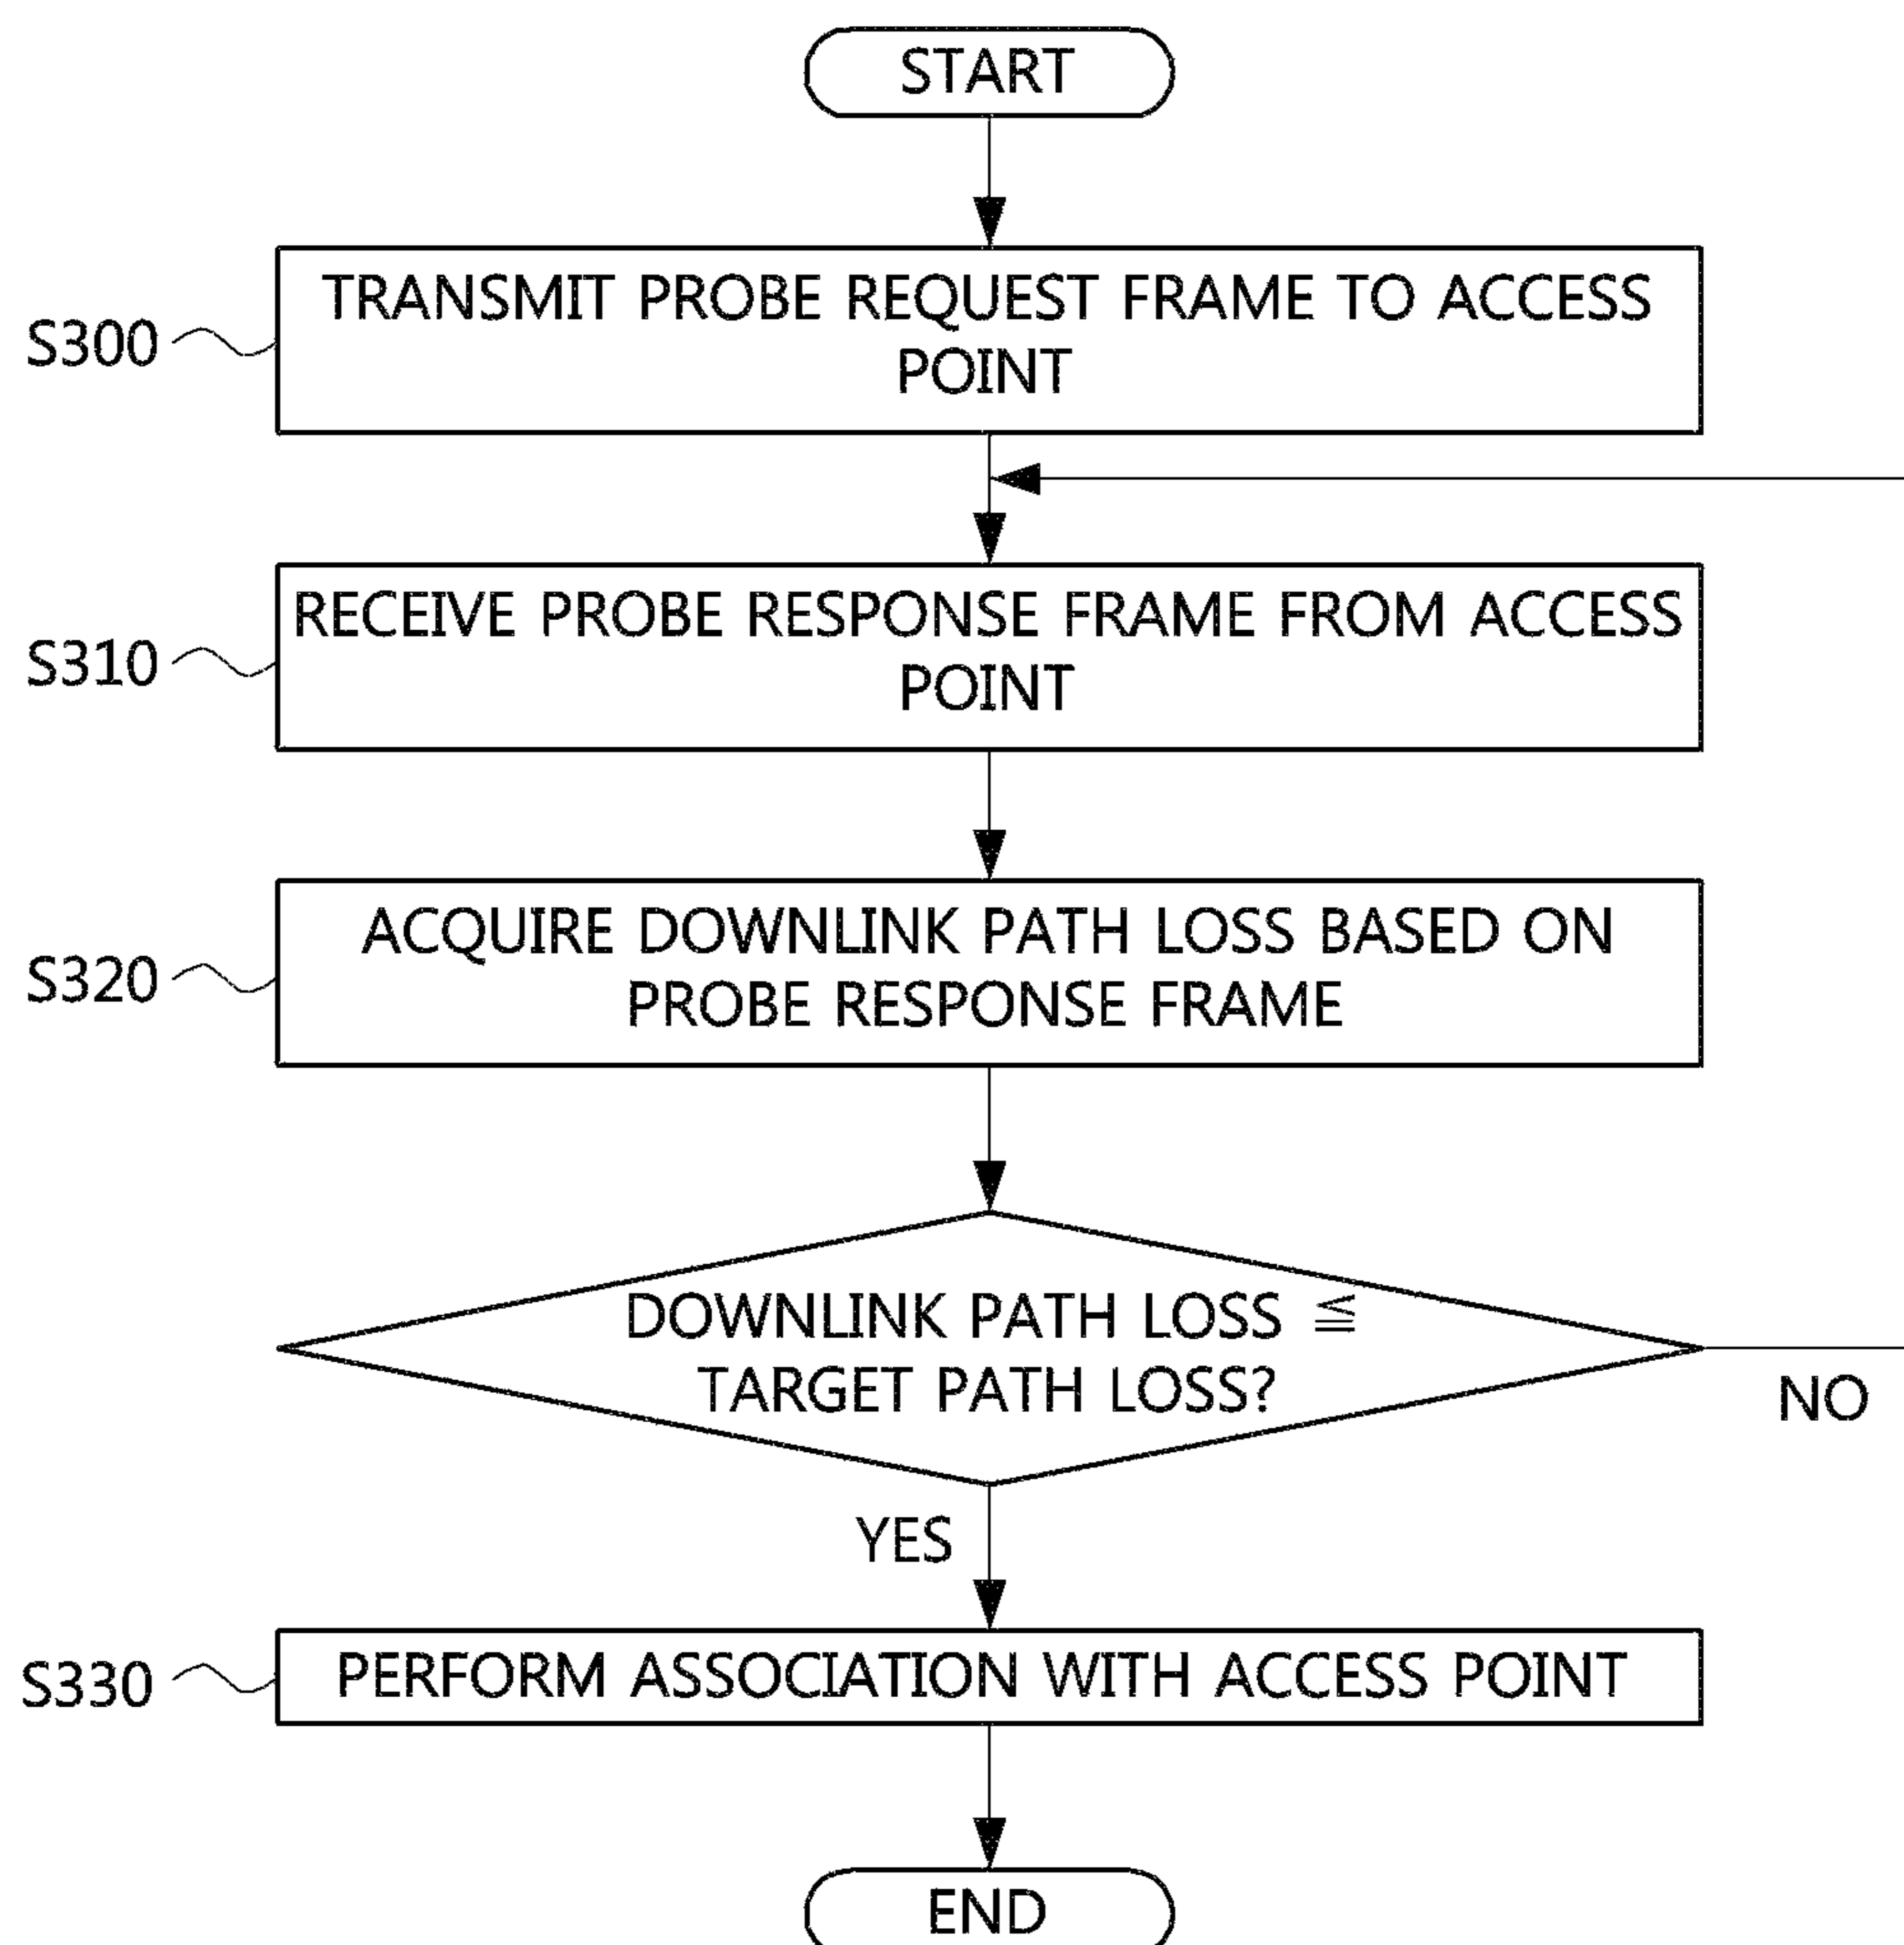 START
S300
TRANSMIT PROBE REQUEST FRAME TO ACCESS
POINT
S310
RECEIVE PROBE RESPONSE FRAME FROM ACCESS
POINT
S320
ACQUIRE DOWNLINK PATH LOSS BASED ON
PROBE RESPONSE FRAME
DOWNLINK PATH LOSS ≦
TARGET PATH LOSS?
NO
YES
S330
PERFORM ASSOCIATION WITH ACCESS POINT
END